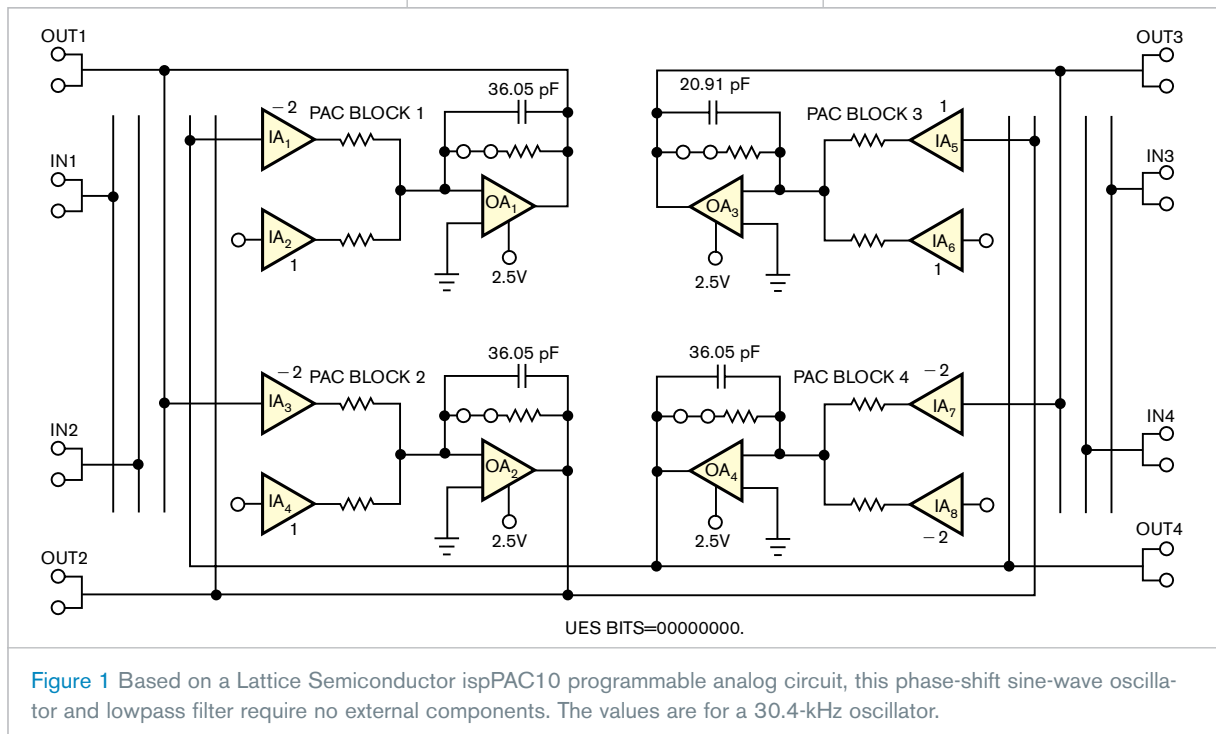 OUT1
OUT3
36.05 pF
20.91 pF
−2
PAC BLOCK 1
PAC BLOCK 3
1
IA1
IA5
IN1
IN3
OA1
OA3
IA2
IA6
1
2.5V
2.5V
1
36.05 pF
36.05 pF
−2
PAC BLOCK 2
PAC BLOCK 4
−2
IA3
IA7
IN2
IN4
OA2
OA4
IA4
IA8
1
2.5V
2.5V
−2
OUT2
OUT4
UES BITS=00000000.
Figure 1 Based on a Lattice Semiconductor ispPAC10 programmable analog circuit, this phase-shift sine-wave oscilla-
tor and lowpass filter require no external components. The values are for a 30.4-kHz oscillator.